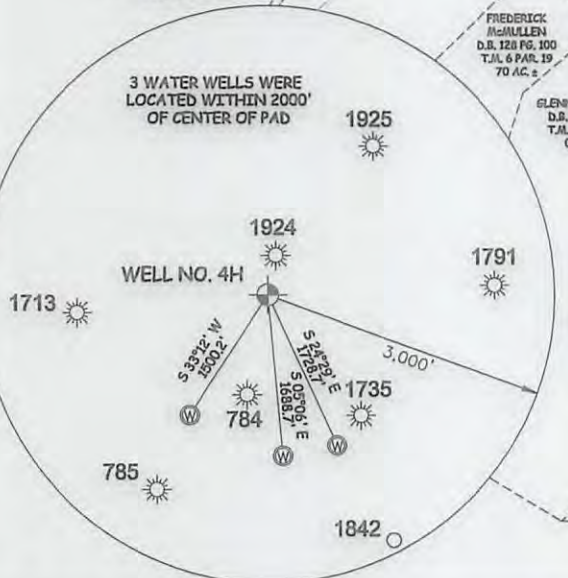 FREDERICK
McMULLEN
D.B. 128 PG. 100
T.M. 6 PAR. 19
70 AC. ±
D.B.
T.M.
3 WATER WELLS WERE
LOCATED WITHIN 2000'
OF CENTER OF PAD
1925
1924
WELL NO. 4H
1791
1713
3,000'
S 33°12' W
1500.2'
S 05°06' E
1688.7'
S 24°29' E
1728.7'
784
1735
W
W
W
785
1842